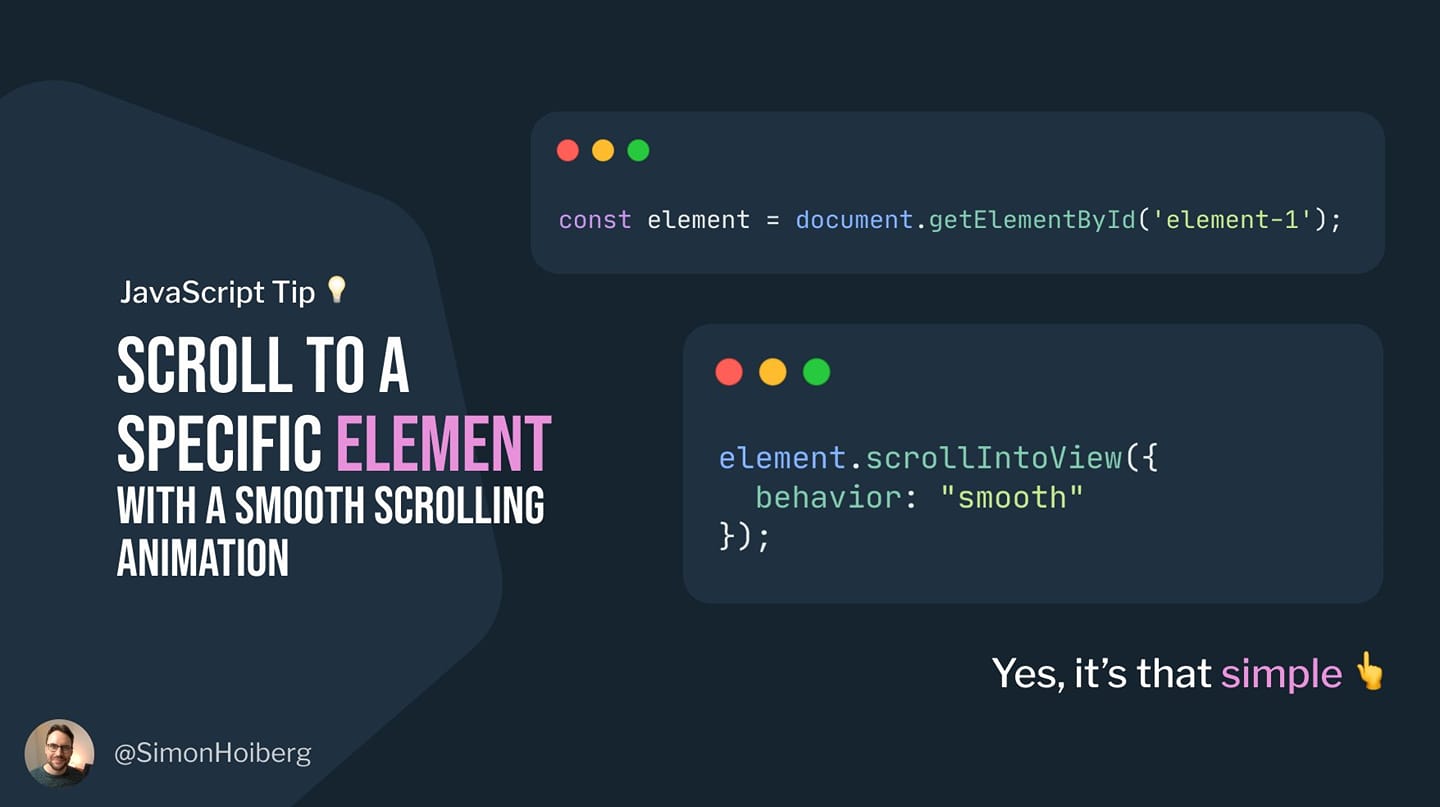 JavaScript Tip 💡
SCROLL TO A
SPECIFIC ELEMENT
WITH A SMOOTH SCROLLING
ANIMATION
const element = document.getElementById('element-1');
element.scrollIntoView({
  behavior: "smooth"
});
Yes, it’s that simple 👆
@SimonHoiberg